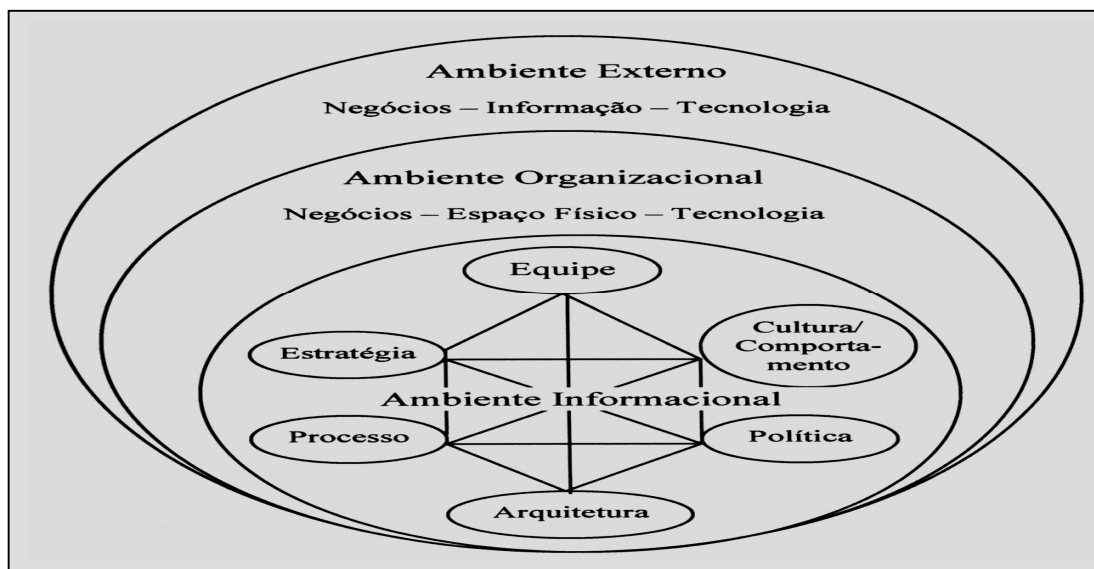 Ambiente Externo
Negócios – Informação – Tecnologia
Ambiente Organizacional
Negócios – Espaço Físico – Tecnologia
Equipe
Estratégia
Cultura/
Comporta-
mento
Ambiente Informacional
Processo
Política
Arquitetura